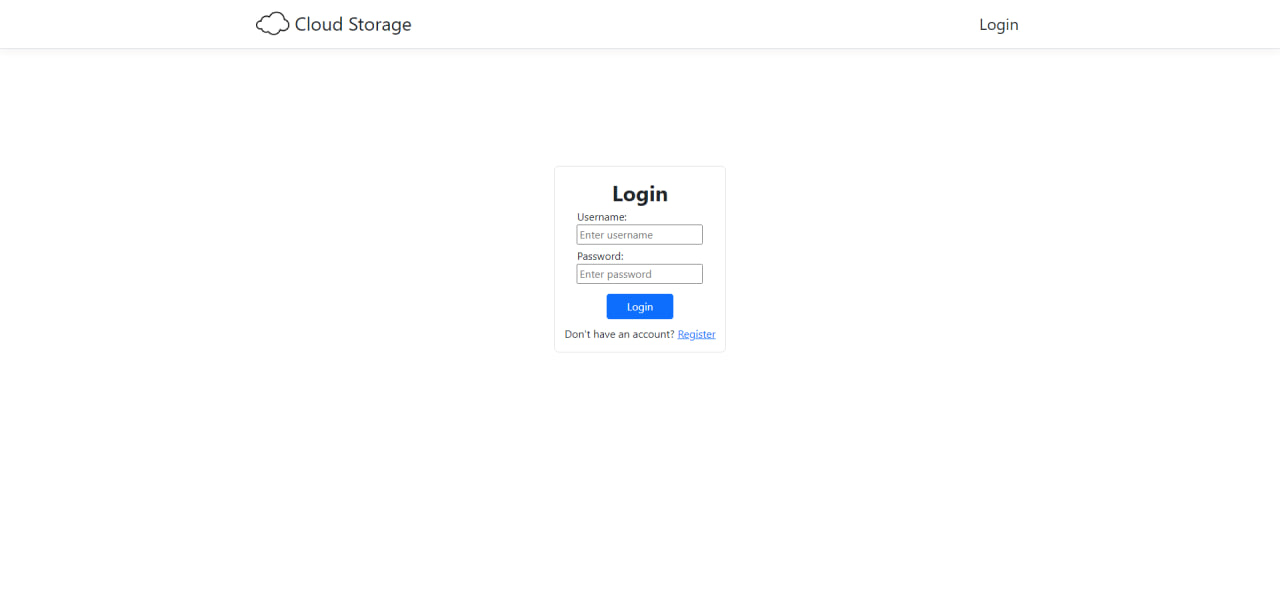 Cloud Storage
Login
Login
Username:
Enter username
Password:
Enter password
Login
Don't have an account? Register